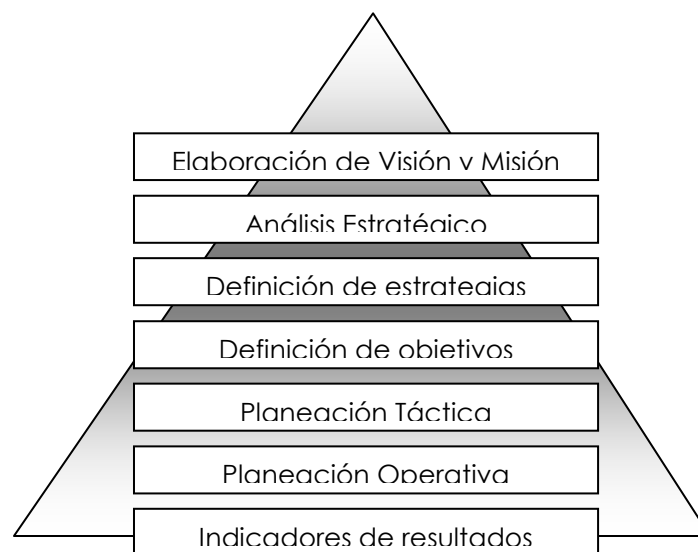 Elaboración de Visión y Misión
Análisis Estratégico
Definición de estrategias
Definición de objetivos
Planeación Táctica
Planeación Operativa
Indicadores de resultados